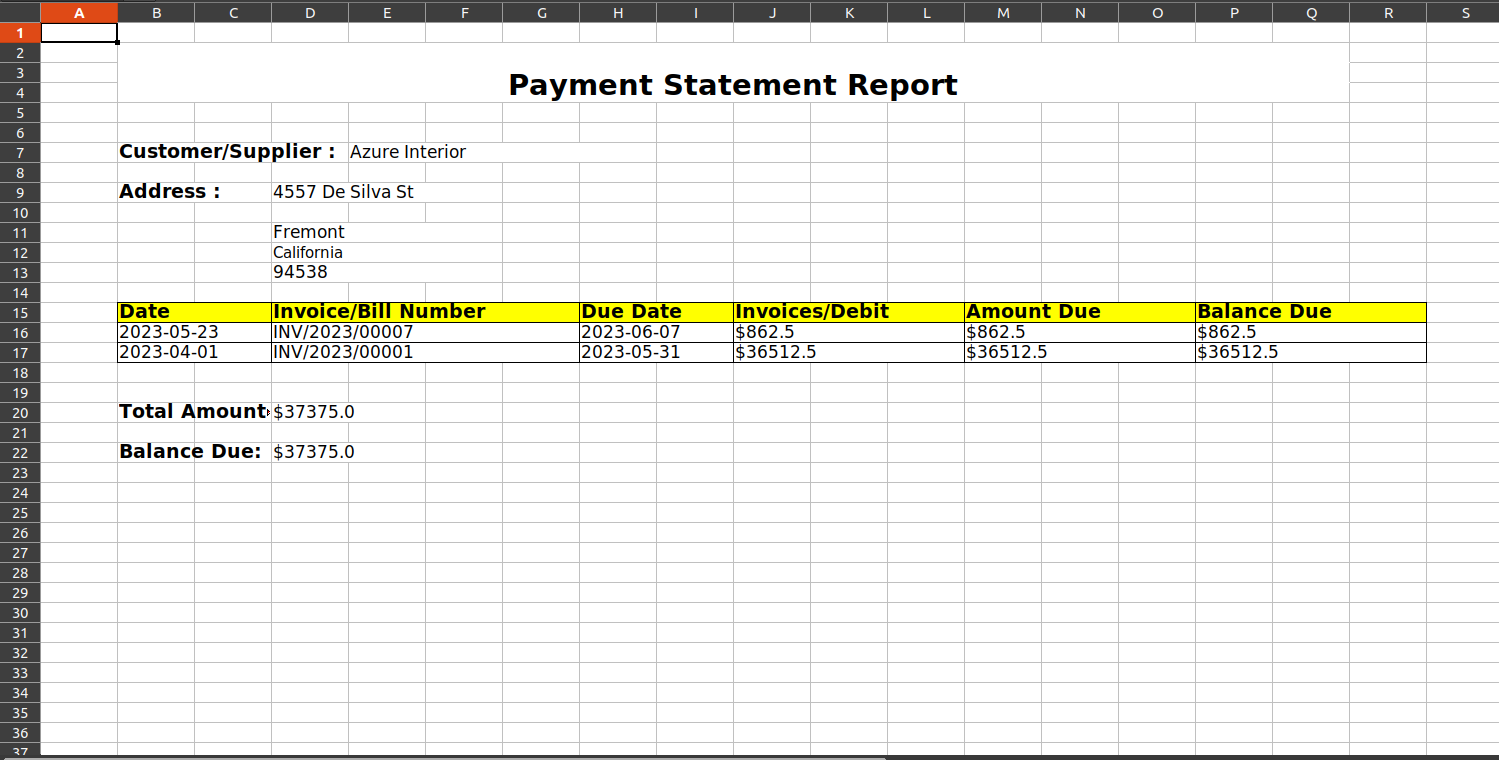 A B C D E F G H I J K L M N O P Q R S
1
2
3
Payment Statement Report
4
5
6
7 Customer/Supplier : Azure Interior
8
9 Address : 4557 De Silva St
10
11 Fremont
12 California
13 94538
14
15 Date Invoice/Bill Number Due Date Invoices/Debit Amount Due Balance Due
16 2023-05-23 INV/2023/00007 2023-06-07 $862.5 $862.5 $862.5
17 2023-04-01 INV/2023/00001 2023-05-31 $36512.5 $36512.5 $36512.5
18
19
20 Total Amount $37375.0
21
22 Balance Due: $37375.0
23
24
25
26
27
28
29
30
31
32
33
34
35
36
37